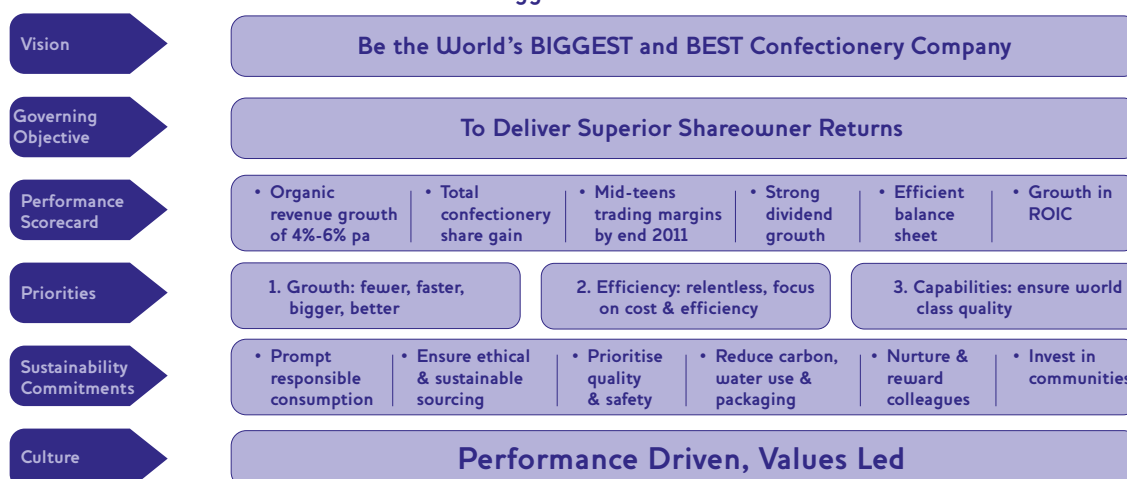 Vision
Be the World's BIGGEST and BEST Confectionery Company
Governing
Objective
To Deliver Superior Shareowner Returns
Performance
Scorecard
• Organic
revenue growth
of 4%-6% pa
• Total
confectionery
share gain
• Mid-teens
trading margins
by end 2011
• Strong
dividend
growth
• Efficient
balance
sheet
• Growth in
ROIC
Priorities
1. Growth: fewer, faster,
bigger, better
2. Efficiency: relentless, focus
on cost & efficiency
3. Capabilities: ensure world
class quality
Sustainability
Commitments
• Prompt
responsible
consumption
• Ensure ethical
& sustainable
sourcing
• Prioritise
quality
& safety
• Reduce carbon,
water use &
packaging
• Nurture &
reward
colleagues
• Invest in
communities
Culture
Performance Driven, Values Led